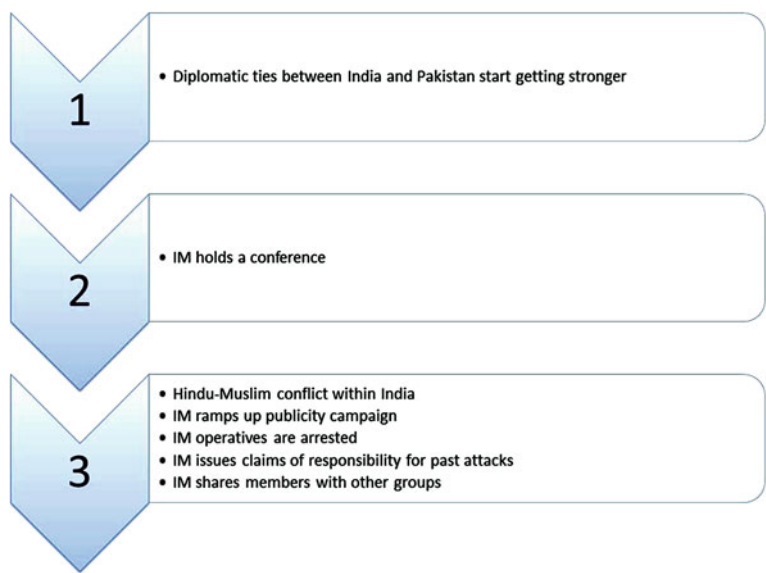 1
• Diplomatic ties between India and Pakistan start getting stronger
2
• IM holds a conference
3
• Hindu-Muslim conflict within India
• IM ramps up publicity campaign
• IM operatives are arrested
• IM issues claims of responsibility for past attacks
• IM shares members with other groups